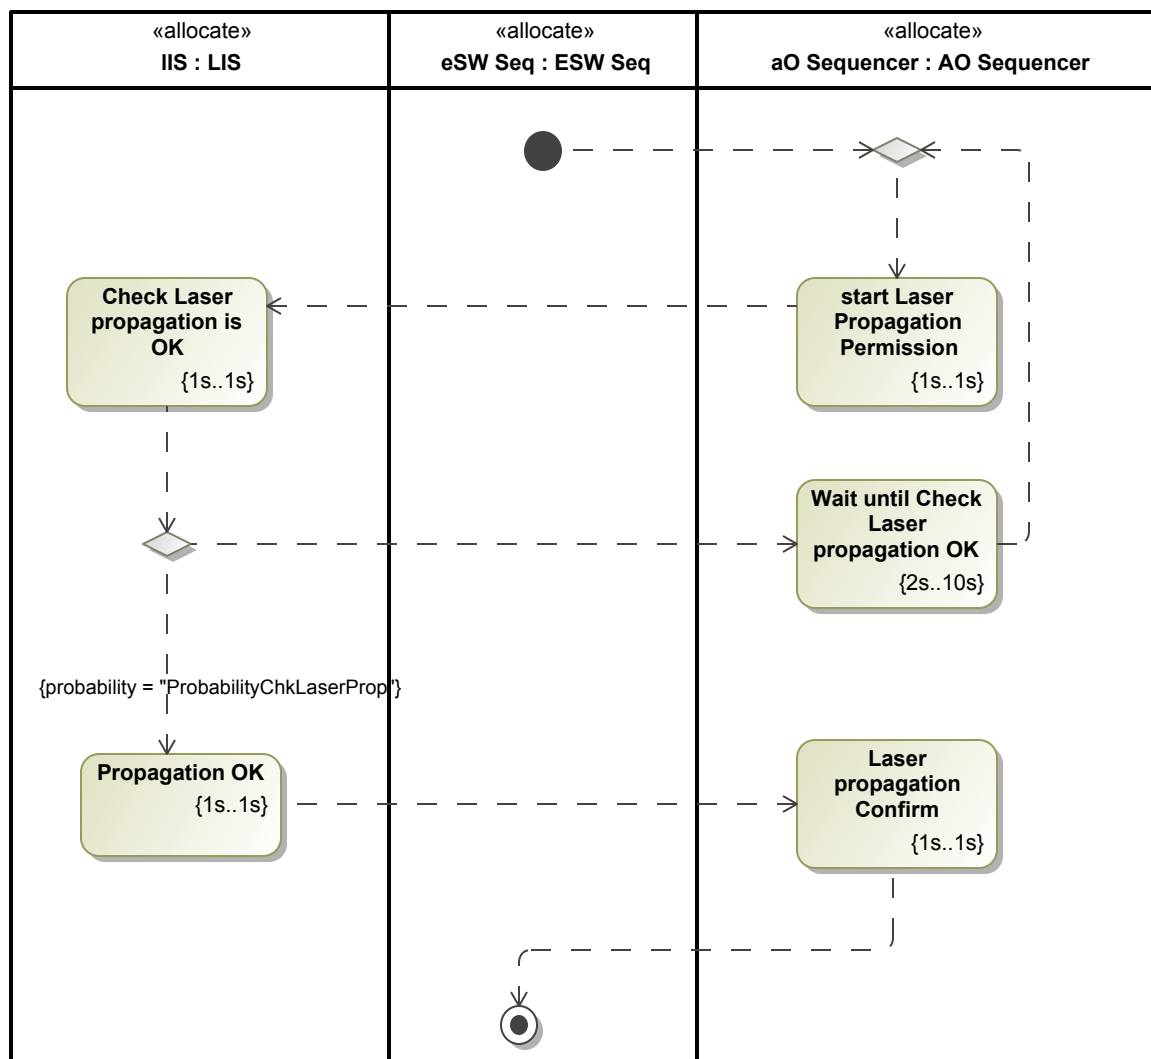 «allocate»
lIS : LIS
«allocate»
eSW Seq : ESW Seq
«allocate»
aO Sequencer : AO Sequencer
Check Laser
propagation is
OK
{1s..1s}
start Laser
Propagation
Permission
{1s..1s}
Wait until Check
Laser
propagation OK
{2s..10s}
{probability = "ProbabilityChkLaserProp"}
Propagation OK
{1s..1s}
Laser
propagation
Confirm
{1s..1s}